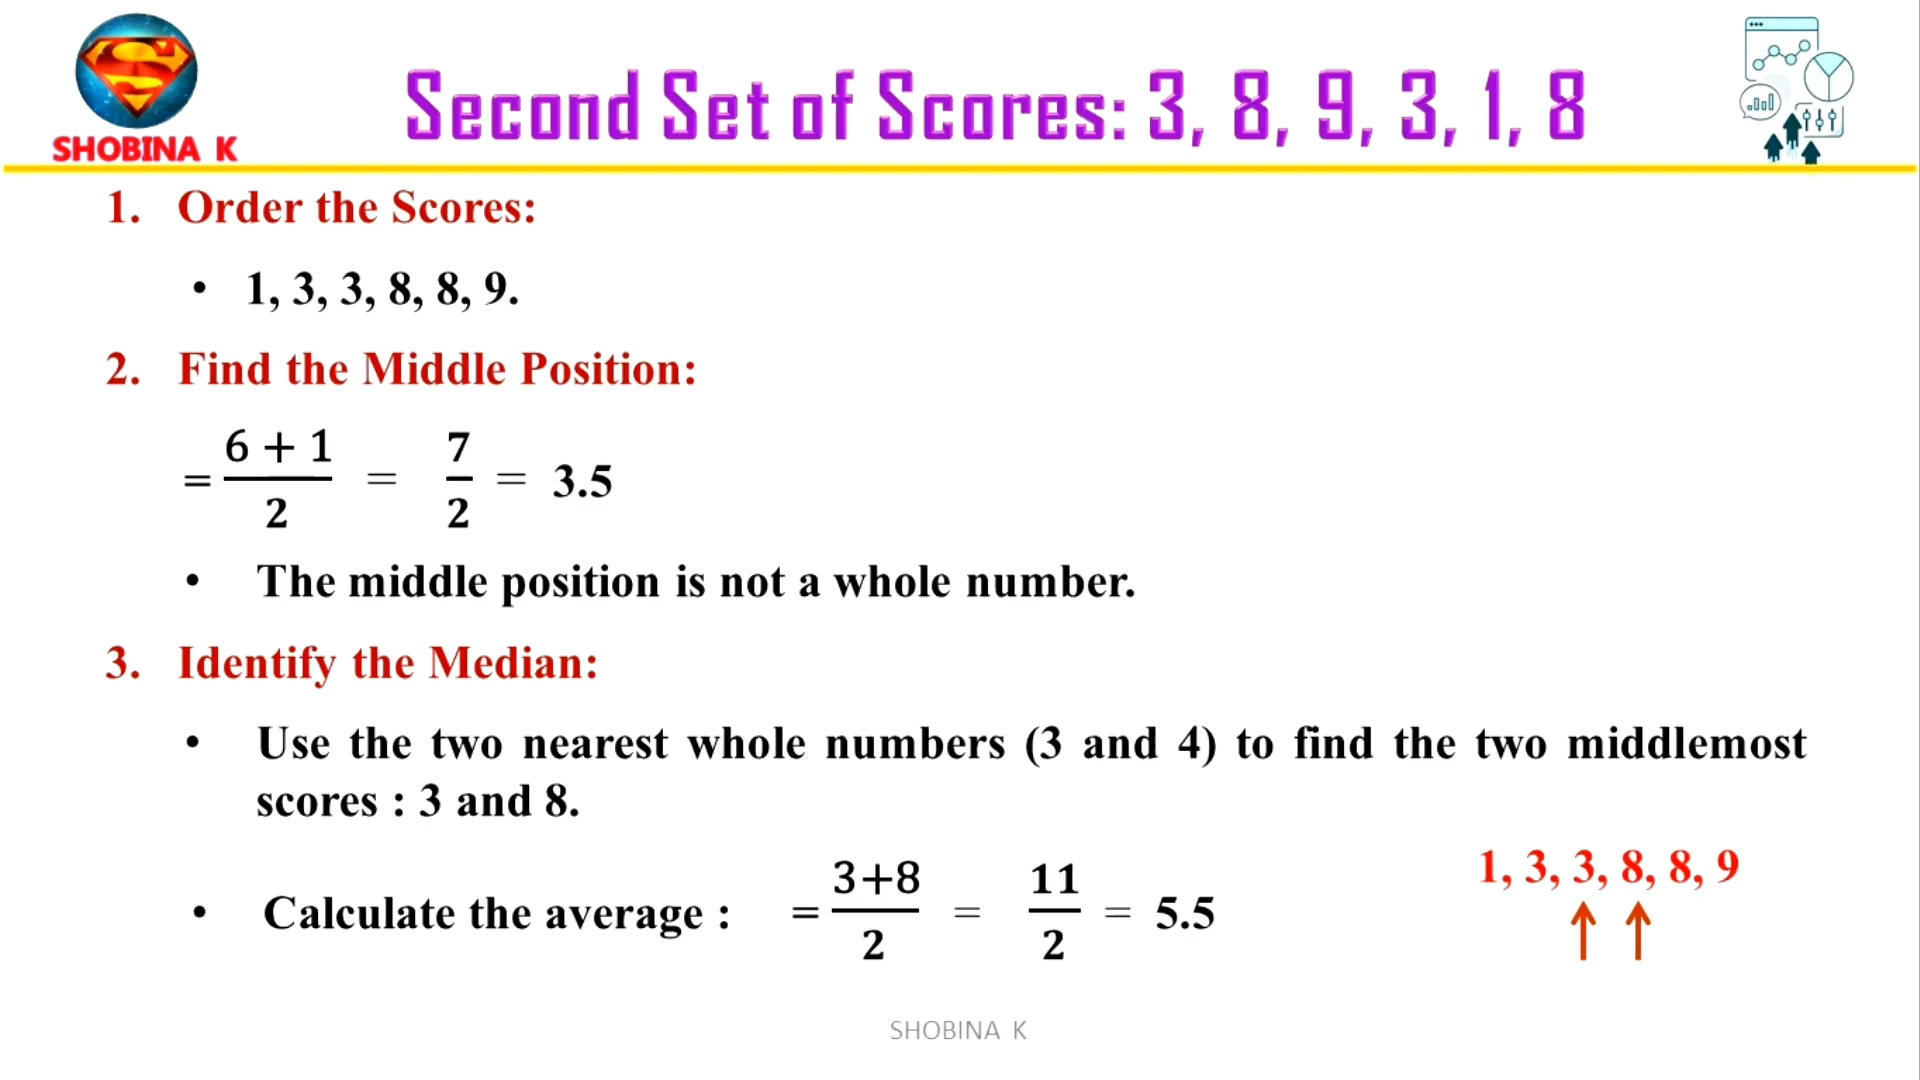 SHOBINA K
Second Set of Scores: 3, 8, 9, 3, 1, 8
1. Order the Scores:
• 1, 3, 3, 8, 8, 9.
2. Find the Middle Position:
= (6 + 1)/2 = 7/2 = 3.5
• The middle position is not a whole number.
3. Identify the Median:
• Use the two nearest whole numbers (3 and 4) to find the two middlemost
scores : 3 and 8.
• Calculate the average : = (3+8)/2 = 11/2 = 5.5
1, 3, 3, 8, 8, 9
SHOBINA K